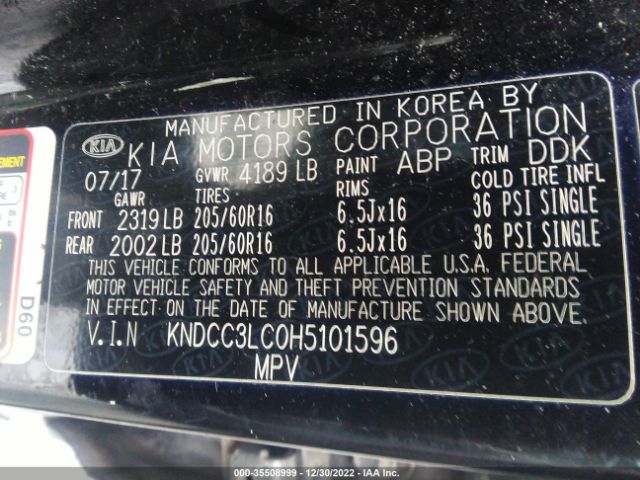 MANUFACTURED IN KOREA BY
KIA KIA MOTORS CORPORATION
07/17 GVWR 4189 LB PAINT ABP TRIM DDK
GAWR TIRES RIMS COLD TIRE INFL
FRONT 2319 LB 205/60R16 6.5Jx16 36 PSI SINGLE
REAR 2002 LB 205/60R16 6.5Jx16 36 PSI SINGLE
THIS VEHICLE CONFORMS TO ALL APPLICABLE U.S.A. FEDERAL
MOTOR VEHICLE SAFETY AND THEFT PREVENTION STANDARDS
IN EFFECT ON THE DATE OF MANUFACTURE SHOWN ABOVE.
V.I.N KNDCC3LC0H5101596
MPV
D60
000-35508999 - 12/30/2022 - IAA Inc.